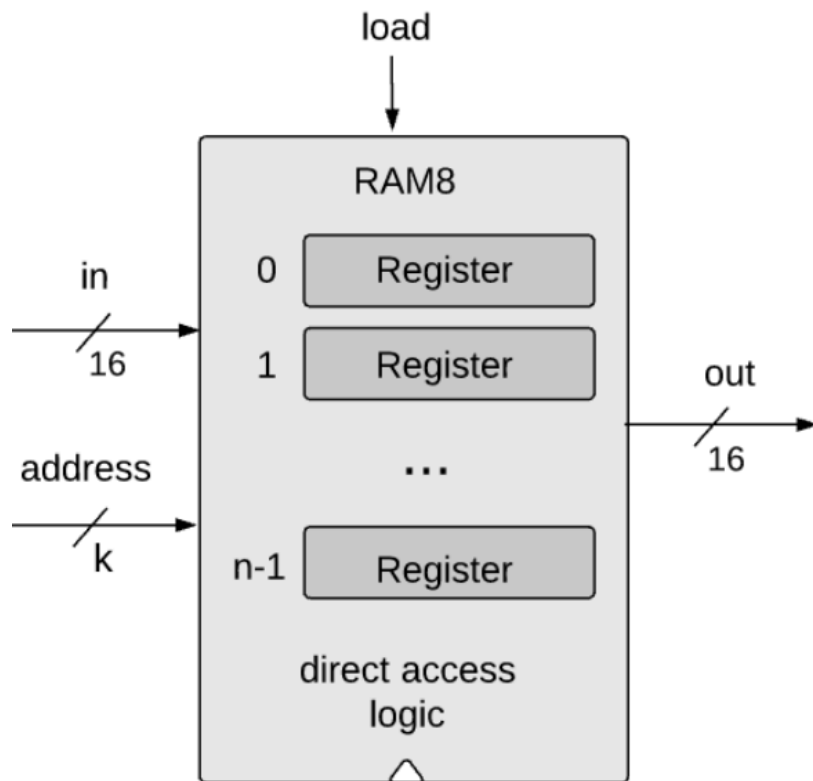 load
RAM8
0 Register
in
16
1 Register
out
16
address
...
k
n-1 Register
direct access
logic